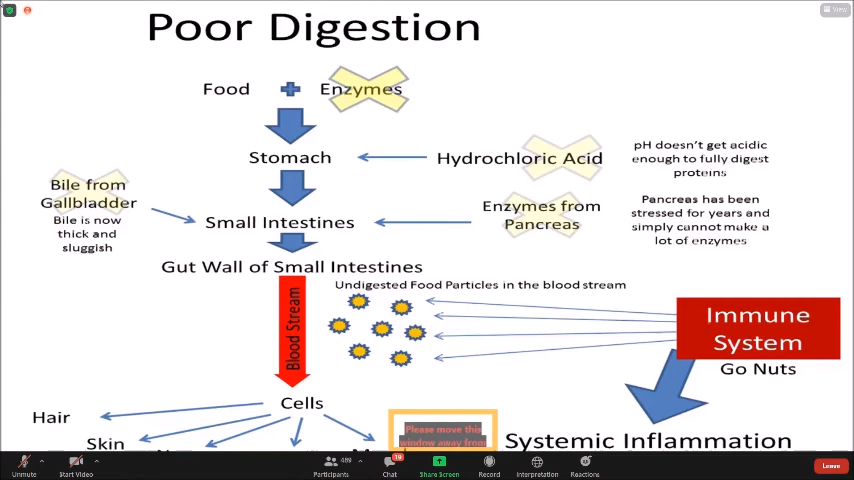 View
Poor Digestion
Food
Enzymes
Stomach
Hydrochloric Acid
pH doesn't get acidic
enough to fully digest
proteins
Bile from
Gallbladder
Bile is now
thick and
sluggish
Small Intestines
Enzymes from
Pancreas
Pancreas has been
stressed for years and
simply cannot make a
lot of enzymes
Gut Wall of Small Intestines
Undigested Food Particles in the blood stream
Blood Stream
Immune
System
Go Nuts
Cells
Hair
Skin
Please move this
window away from
Systemic Inflammation
Unmute
Start Video
Participants
489
Chat
19
Share Screen
Record
Interpretation
Reactions
Leave